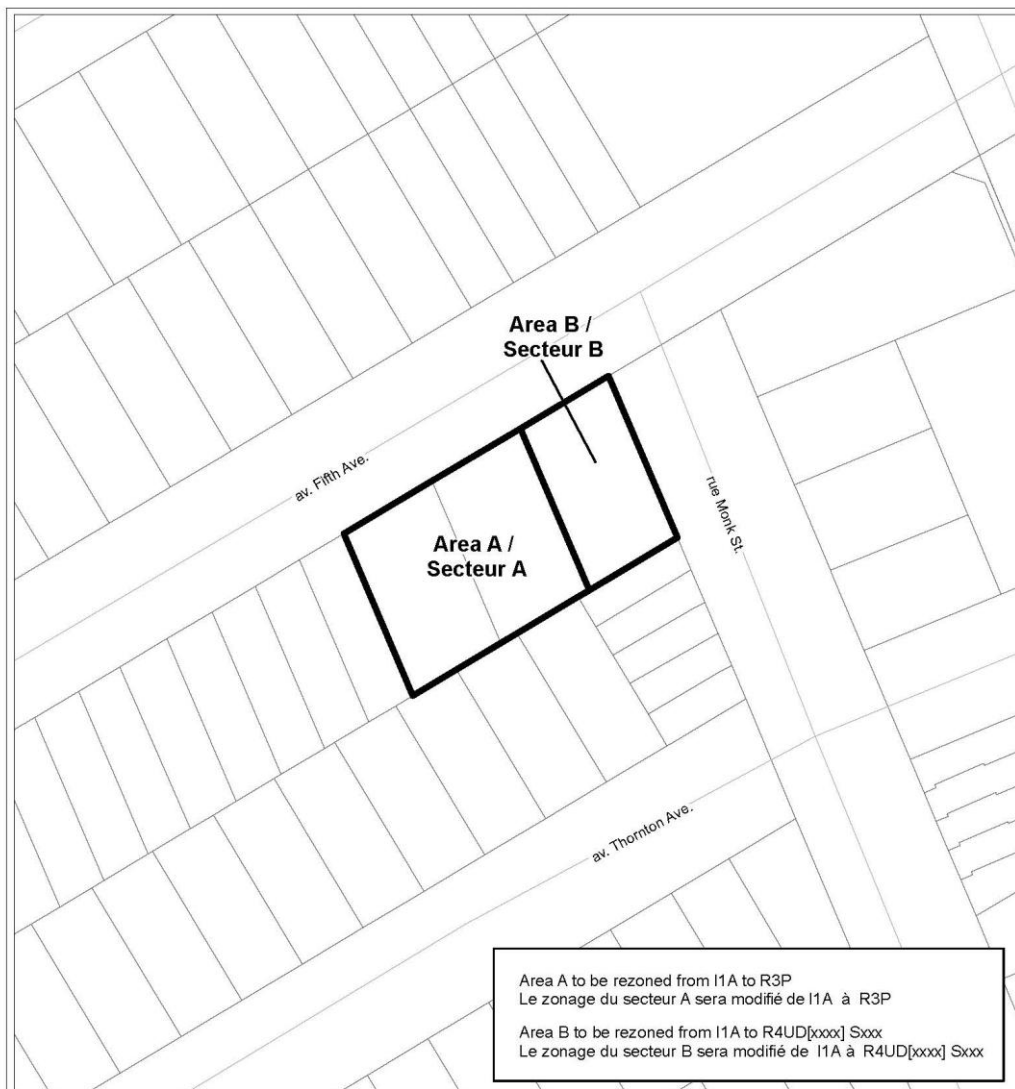 Area B /
Secteur B
av. Fifth Ave.
Area A /
Secteur A
rue Monk St.
av. Thornton Ave.
Area A to be rezoned from I1A to R3P
Le zonage du secteur A sera modifié de I1A à R3P
Area B to be rezoned from I1A to R4UD[xxxx] Sxxx
Le zonage du secteur B sera modifié de I1A à R4UD[xxxx] Sxxx